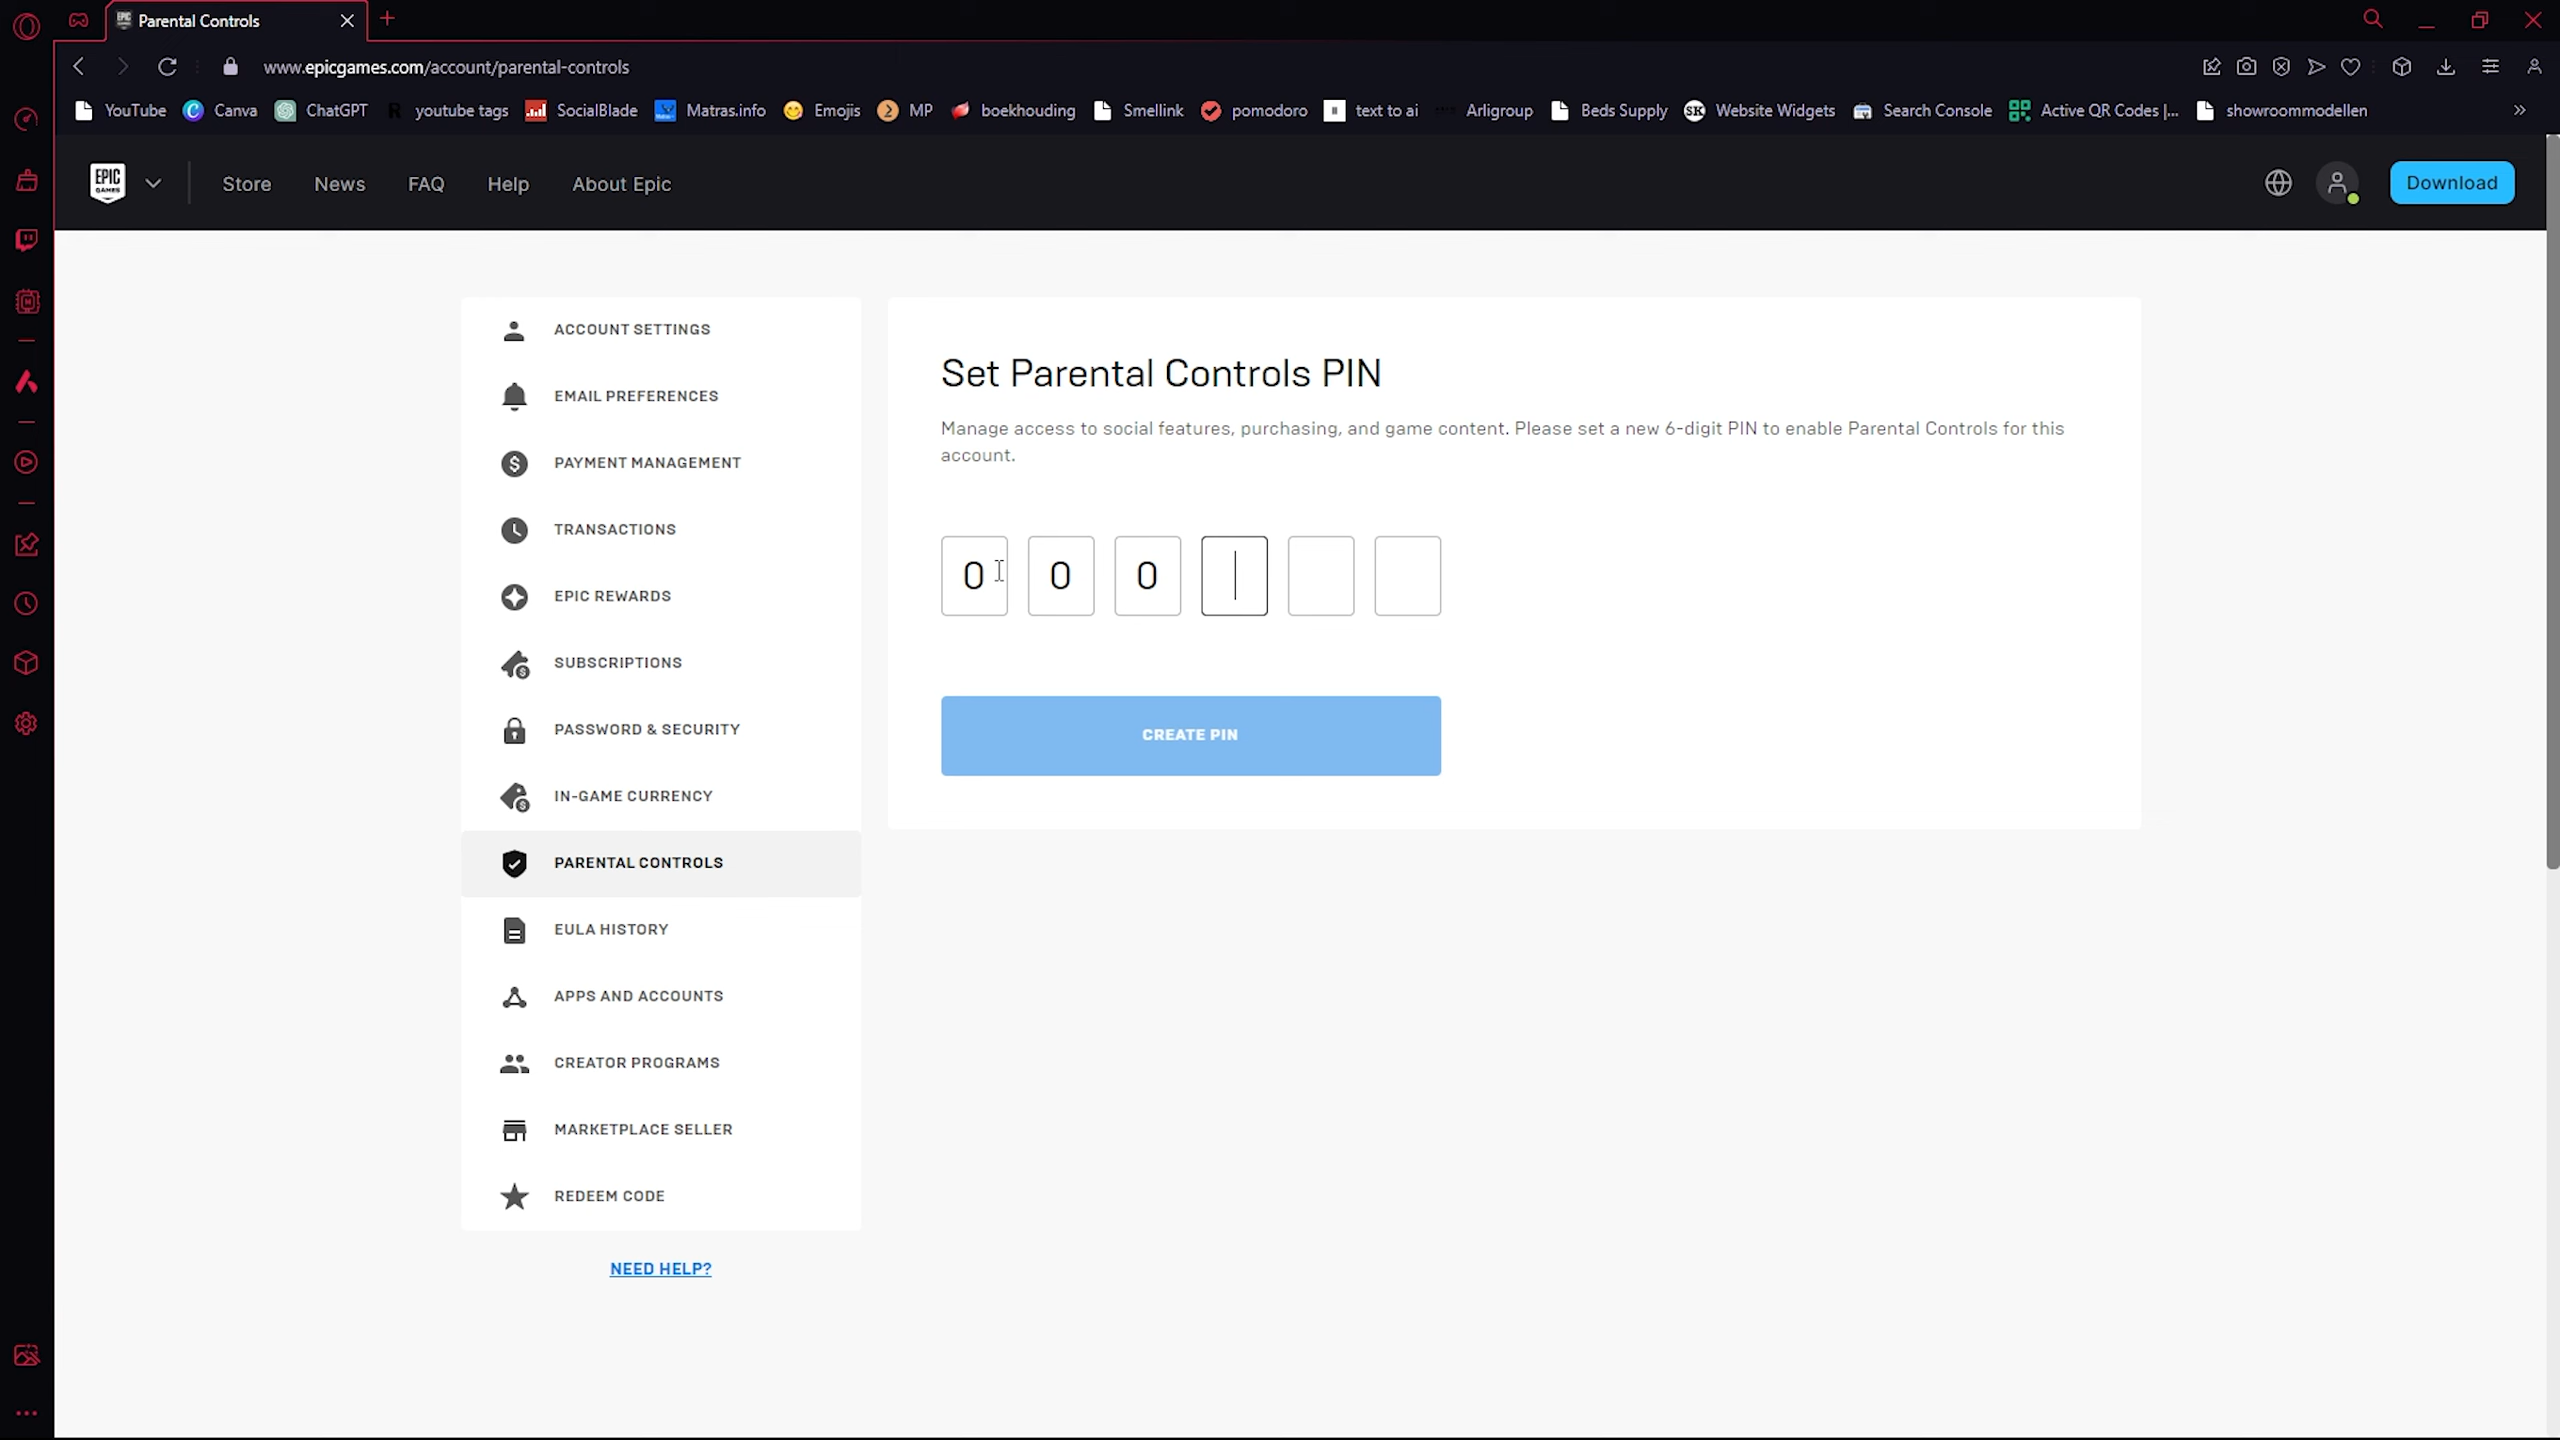 Parental Controls
www.epicgames.com/account/parental-controls
YouTube Canva ChatGPT R youtube tags SocialBlade Matras.info Emojis MP boekhouding Smellink pomodoro text to ai Arligroup Beds Supply SK Website Widgets Search Console Active QR Codes |... showroommodellen »
EPIC GAMES Store News FAQ Help About Epic Download
ACCOUNT SETTINGS
EMAIL PREFERENCES
PAYMENT MANAGEMENT
TRANSACTIONS
EPIC REWARDS
SUBSCRIPTIONS
PASSWORD & SECURITY
IN-GAME CURRENCY
PARENTAL CONTROLS
EULA HISTORY
APPS AND ACCOUNTS
CREATOR PROGRAMS
MARKETPLACE SELLER
REDEEM CODE
NEED HELP?
Set Parental Controls PIN
Manage access to social features, purchasing, and game content. Please set a new 6-digit PIN to enable Parental Controls for this
account.
0 0 0
CREATE PIN